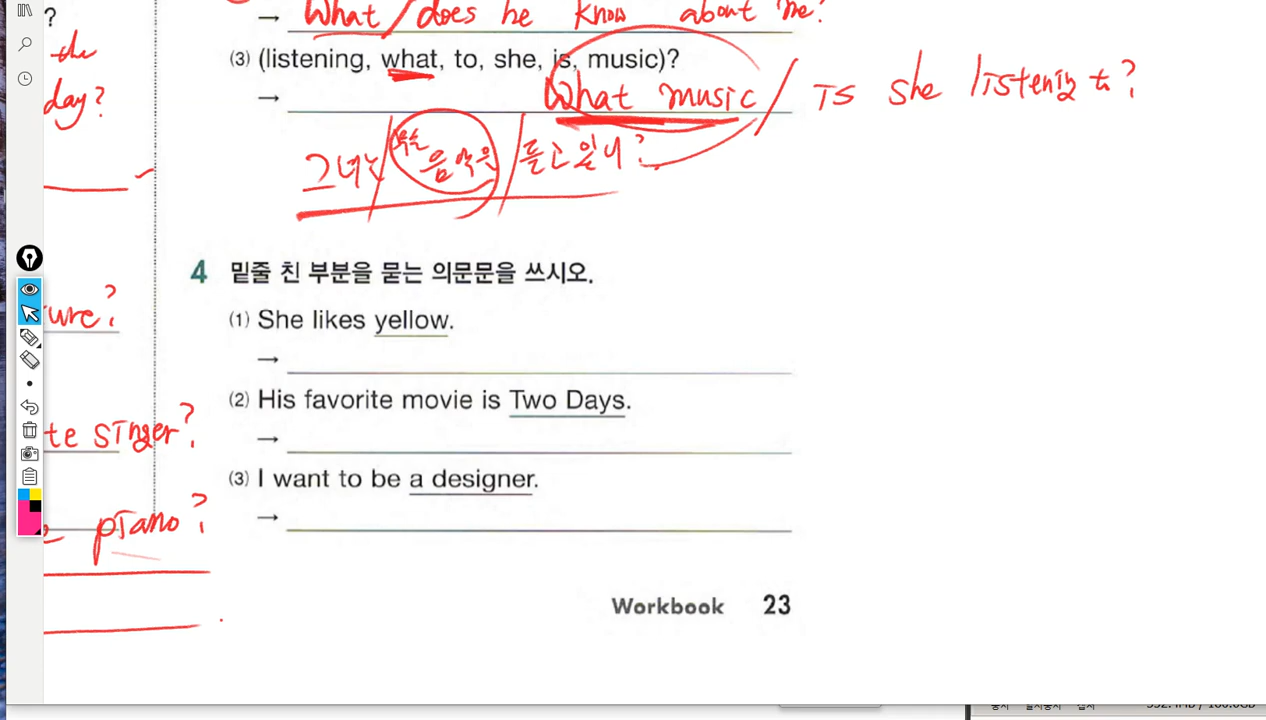 ?
→ What / does he know about me?
the
(3) (listening, what, to, she, is, music)?
day?
→ What music / is she listening to?
그녀는 / 무슨 음악을 / 듣고 있니?
4 밑줄 친 부분을 묻는 의문문을 쓰시오.
(1) She likes yellow.
ture?
→
(2) His favorite movie is Two Days.
te singer?
→
(3) I want to be a designer.
piano?
→
Workbook 23